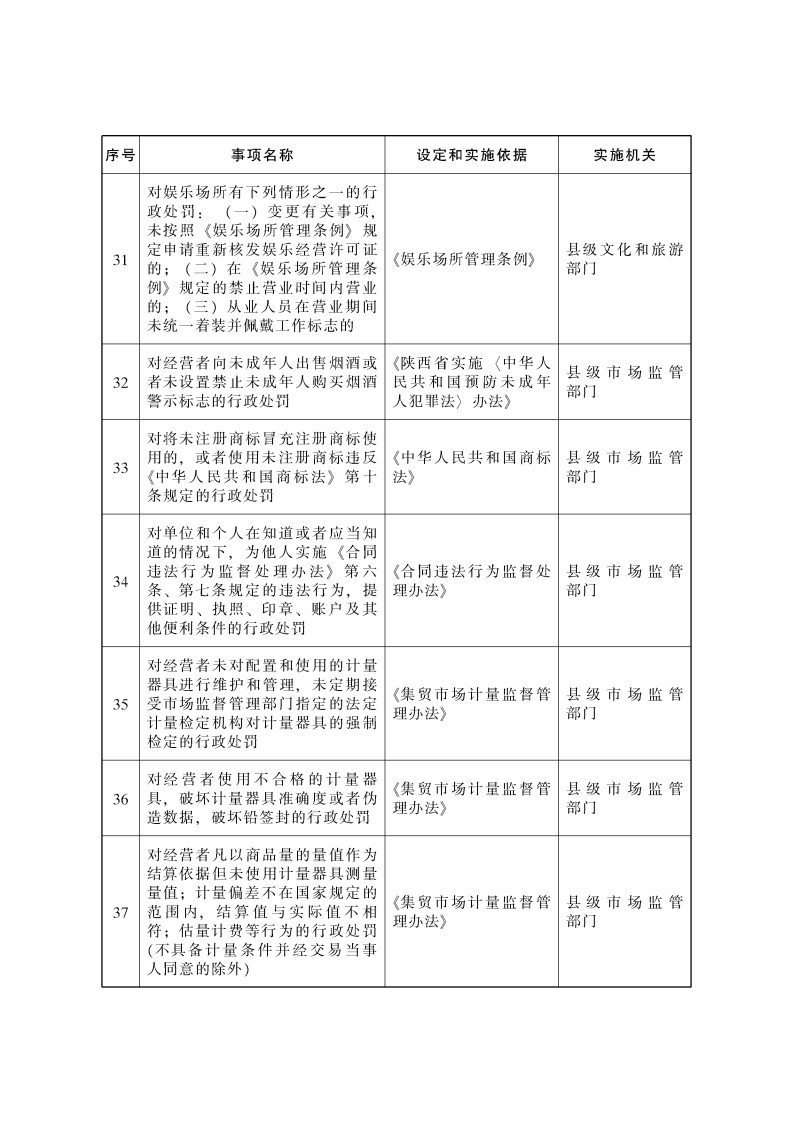 序号 事项名称 设定和实施依据 实施机关
31
对娱乐场所有下列情形之一的行
政处罚：（一）变更有关事项，
未按照《娱乐场所管理条例》规
定申请重新核发娱乐经营许可证
的；（二）在《娱乐场所管理条
例》规定的禁止营业时间内营业
的；（三）从业人员在营业期间
未统一着装并佩戴工作标志的
《娱乐场所管理条例》
县级文化和旅游
部门
32
对经营者向未成年人出售烟酒或
者未设置禁止未成年人购买烟酒
警示标志的行政处罚
《陕西省实施〈中华人
民共和国预防未成年
人犯罪法〉办法》
县级市场监管
部门
33
对将未注册商标冒充注册商标使
用的，或者使用未注册商标违反
《中华人民共和国商标法》第十
条规定的行政处罚
《中华人民共和国商标
法》
县级市场监管
部门
34
对单位和个人在知道或者应当知
道的情况下，为他人实施《合同
违法行为监督处理办法》第六
条、第七条规定的违法行为，提
供证明、执照、印章、账户及其
他便利条件的行政处罚
《合同违法行为监督处
理办法》
县级市场监管
部门
35
对经营者未对配置和使用的计量
器具进行维护和管理，未定期接
受市场监督管理部门指定的法定
计量检定机构对计量器具的强制
检定的行政处罚
《集贸市场计量监督管
理办法》
县级市场监管
部门
36
对经营者使用不合格的计量器
具，破坏计量器具准确度或者伪
造数据，破坏铅签封的行政处罚
《集贸市场计量监督管
理办法》
县级市场监管
部门
37
对经营者凡以商品量的量值作为
结算依据但未使用计量器具测量
量值；计量偏差不在国家规定的
范围内，结算值与实际值不相
符；估量计费等行为的行政处罚
(不具备计量条件并经交易当事
人同意的除外)
《集贸市场计量监督管
理办法》
县级市场监管
部门